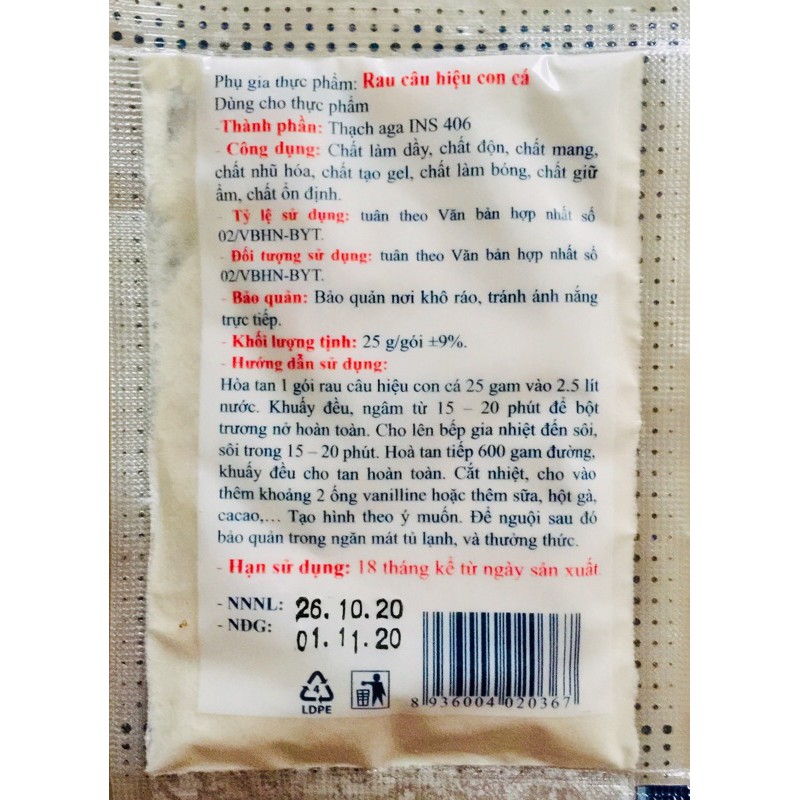 Phụ gia thực phẩm: Rau câu hiệu con cá
Dùng cho thực phẩm
- Thành phần: Thạch aga INS 406
- Công dụng: Chất làm dầy, chất độn, chất mang,
chất nhũ hóa, chất tạo gel, chất làm bóng, chất giữ
ẩm, chất ổn định.
- Tỷ lệ sử dụng: tuân theo Văn bản hợp nhất số
02/VBHN-BYT.
- Đối tượng sử dụng: tuân theo Văn bản hợp nhất số
02/VBHN-BYT.
- Bảo quản: Bảo quản nơi khô ráo, tránh ánh nắng
trực tiếp.
- Khối lượng tịnh: 25 g/gói ±9%.
- Hướng dẫn sử dụng:
Hòa tan 1 gói rau câu hiệu con cá 25 gam vào 2.5 lít
nước. Khuấy đều, ngâm từ 15 – 20 phút để bột
trương nở hoàn toàn. Cho lên bếp gia nhiệt đến sôi,
sôi trong 15 – 20 phút. Hoà tan tiếp 600 gam đường,
khuấy đều cho tan hoàn toàn. Cắt nhiệt, cho vào
thêm khoảng 2 ống vanilline hoặc thêm sữa, hột gà,
cacao,… Tạo hình theo ý muốn. Để nguội sau đó
bảo quản trong ngăn mát tủ lạnh, và thưởng thức.
- Hạn sử dụng: 18 tháng kể từ ngày sản xuất
- NNNL: 26.10.20
- NĐG: 01.11.20
4
LDPE
8 936004 020367